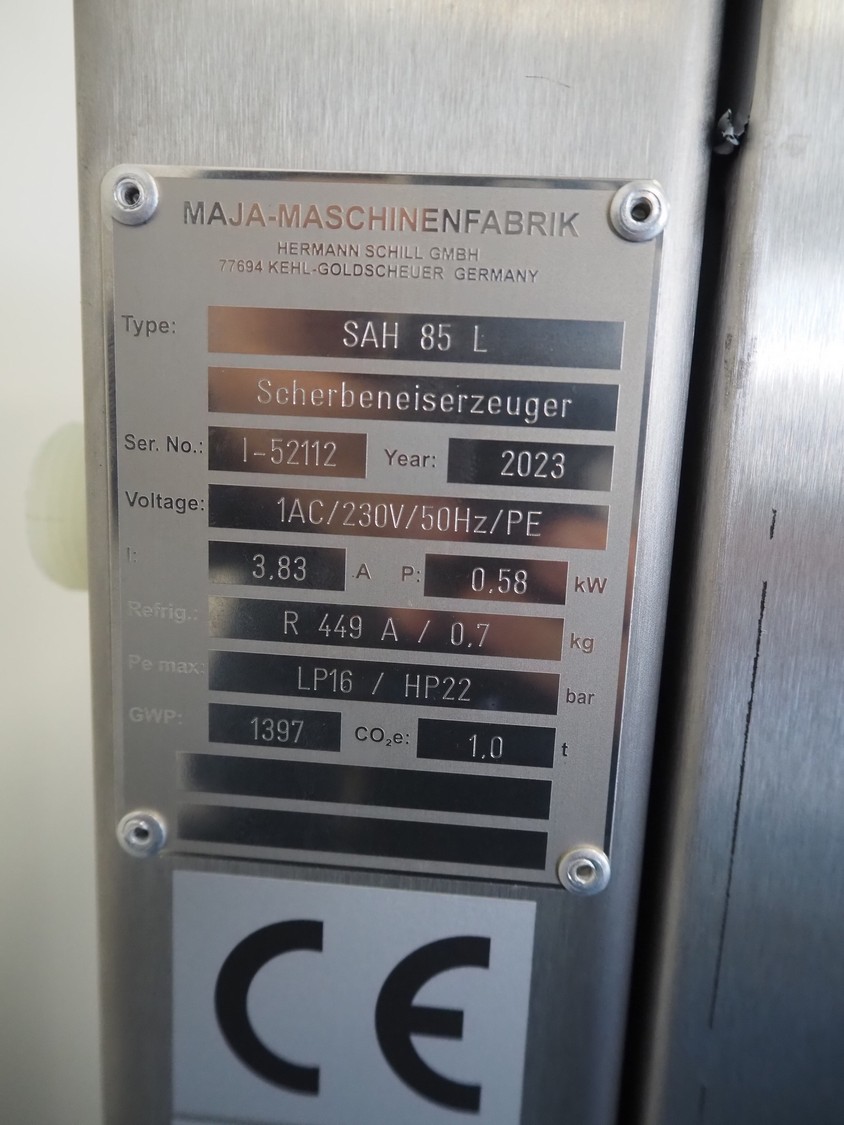 MAJA-MASCHINENFABRIK
HERMANN SCHILL GMBH
77694 KEHL-GOLDSCHEUER GERMANY
Type: SAH 85 L
Scherbeneiserzeuger
Ser. No.: I-52112 Year: 2023
Voltage: 1AC/230V/50Hz/PE
I: 3,83 A P: 0,58 kW
Refrig.: R 449 A / 0,7 kg
Pe max: LP16 / HP22 bar
GWP: 1397 CO₂e: 1,0 t
CE